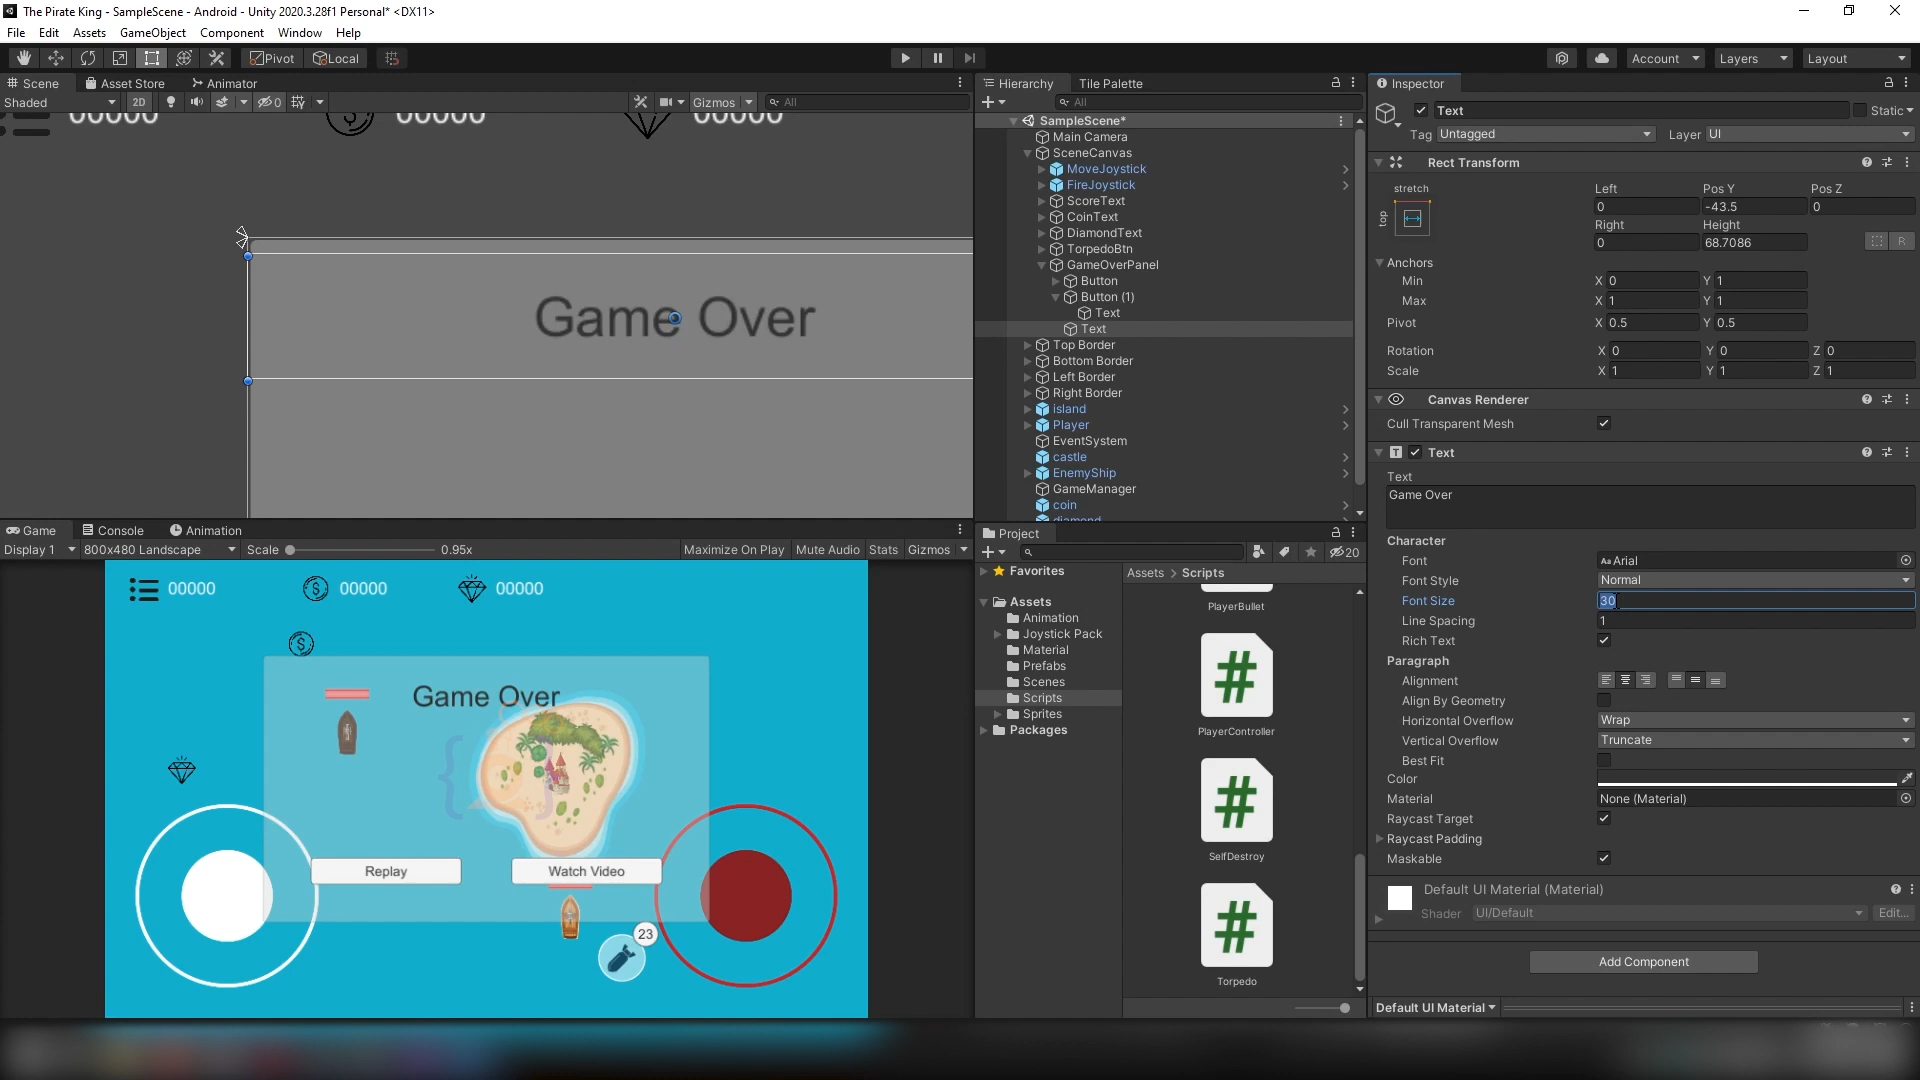 The Pirate King - SampleScene - Android - Unity 2020.3.28f1 Personal* <DX11>
File Edit Assets GameObject Component Window Help
Pivot Local Account Layers Layout
Scene Asset Store Animator
Shaded 2D 0 Gizmos All
00000 00000 00000
Game Over
Game Console Animation
Display 1 800x480 Landscape Scale 0.95x Maximize On Play Mute Audio Stats Gizmos
00000 00000 00000
Game Over
Replay Watch Video
23
Hierarchy Tile Palette
All
SampleScene*
Main Camera
SceneCanvas
MoveJoystick
FireJoystick
ScoreText
CoinText
DiamondText
TorpedoBtn
GameOverPanel
Button
Button (1)
Text
Text
Top Border
Bottom Border
Left Border
Right Border
island
Player
EventSystem
castle
EnemyShip
GameManager
coin
diamond
Project
20
Favorites
Assets
Animation
Joystick Pack
Material
Prefabs
Scenes
Scripts
Sprites
Packages
Assets > Scripts
PlayerBullet
PlayerController
SelfDestroy
Torpedo
Inspector
Text Static
Tag Untagged Layer UI
Rect Transform
stretch Left Pos Y Pos Z
top 0 -43.5 0
Right Height
0 68.7086 R
Anchors
Min X 0 Y 1
Max X 1 Y 1
Pivot X 0.5 Y 0.5
Rotation X 0 Y 0 Z 0
Scale X 1 Y 1 Z 1
Canvas Renderer
Cull Transparent Mesh
T Text
Text
Game Over
Character
Font Aa Arial
Font Style Normal
Font Size 30
Line Spacing 1
Rich Text
Paragraph
Alignment
Align By Geometry
Horizontal Overflow Wrap
Vertical Overflow Truncate
Best Fit
Color
Material None (Material)
Raycast Target
Raycast Padding
Maskable
Default UI Material (Material)
Shader UI/Default Edit...
Add Component
Default UI Material